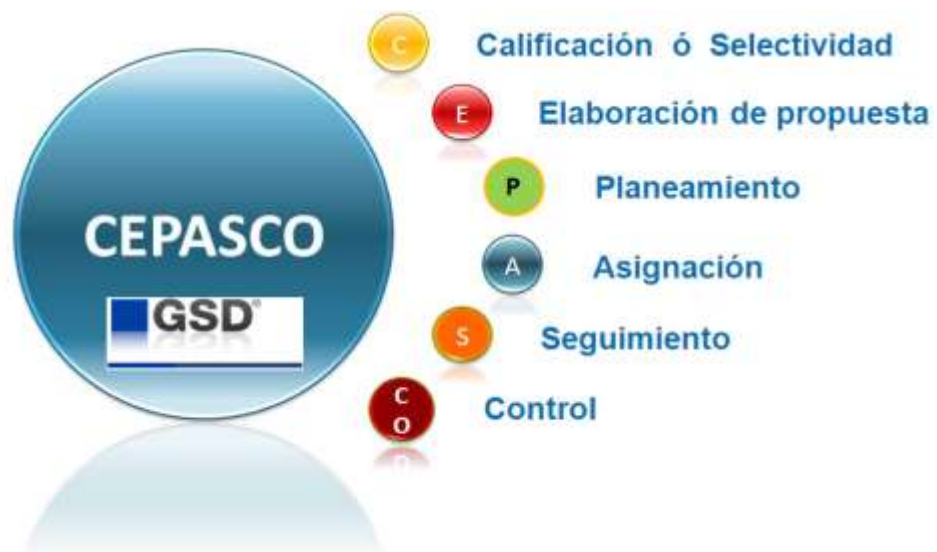 C Calificación ó Selectividad
E Elaboración de propuesta
P Planeamiento
CEPASCO
A Asignación
GSD®
S Seguimiento
C
O Control